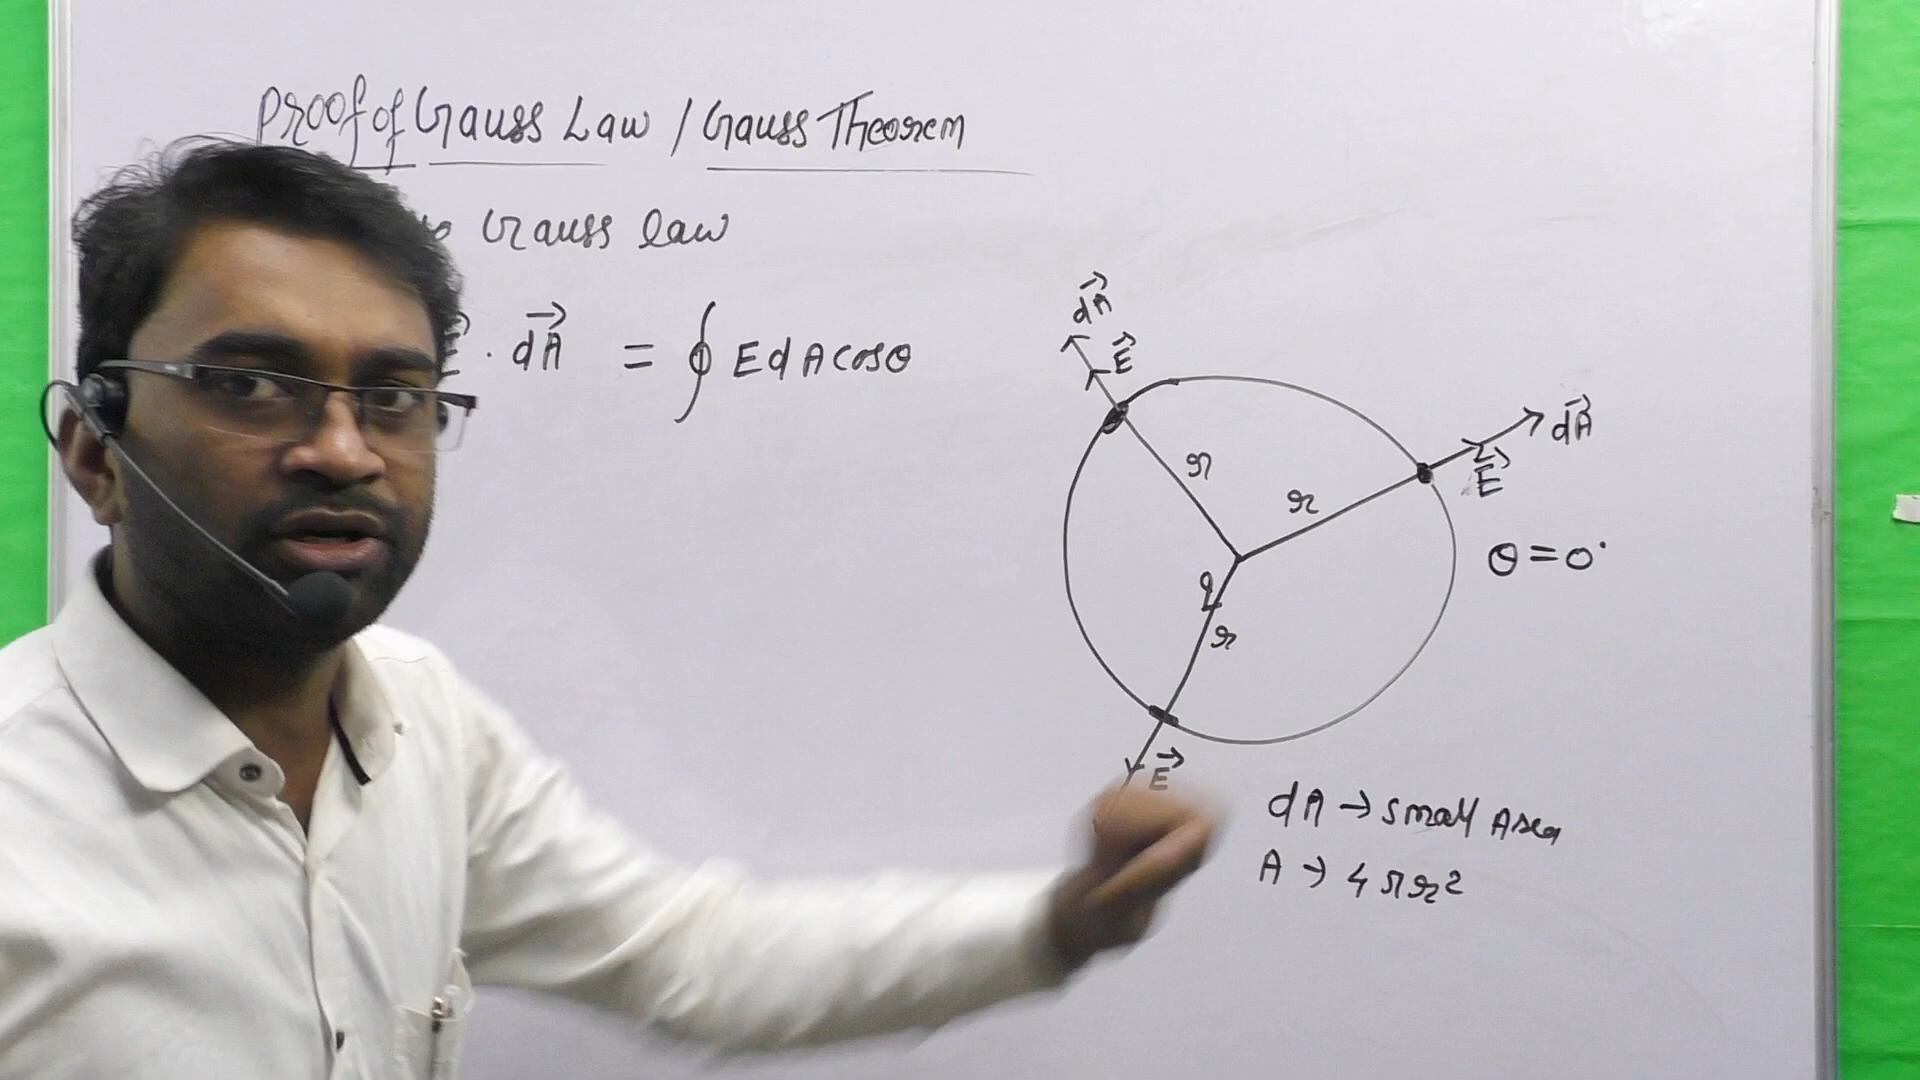 Proof of Gauss Law / Gauss Theorem
Gauss law
E⃗ . dA⃗ = ∮ E dA cosθ
dA⃗
E⃗
dA⃗
E⃗
r
r
θ = 0°
q
r
E⃗
dA → small Area
A → 4πr²